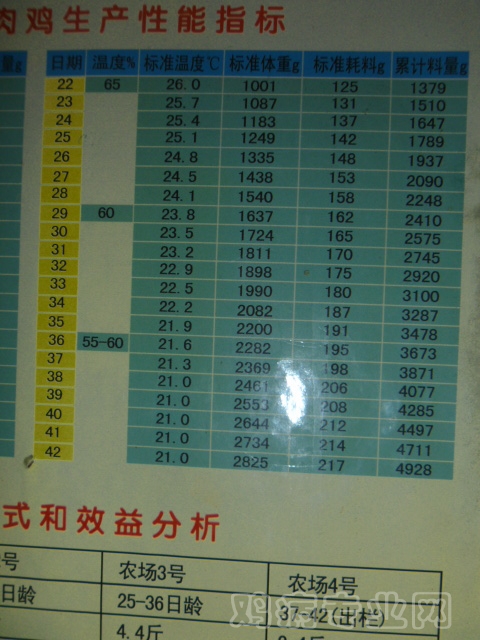 肉鸡生产性能指标
量g 日期 温度% 标准温度℃ 标准体重g 标准耗料g 累计料量g
22 65 26.0 1001 125 1379
23 25.7 1087 131 1510
24 25.4 1183 137 1647
25 25.1 1249 142 1789
26 24.8 1335 148 1937
27 24.5 1438 153 2090
28 24.1 1540 158 2248
29 60 23.8 1637 162 2410
30 23.5 1724 165 2575
31 23.2 1811 170 2745
32 22.9 1898 175 2920
33 22.5 1990 180 3100
34 22.2 2082 187 3287
35 21.9 2200 191 3478
36 55-60 21.6 2282 195 3673
37 21.3 2369 198 3871
38 21.0 2461 206 4077
39 21.0 2553 208 4285
40 21.0 2644 212 4497
41 21.0 2734 214 4711
42 21.0 2825 217 4928
式和效益分析
号 农场3号 农场4号
日龄 25-36日龄 37-42(出栏)
4.4斤